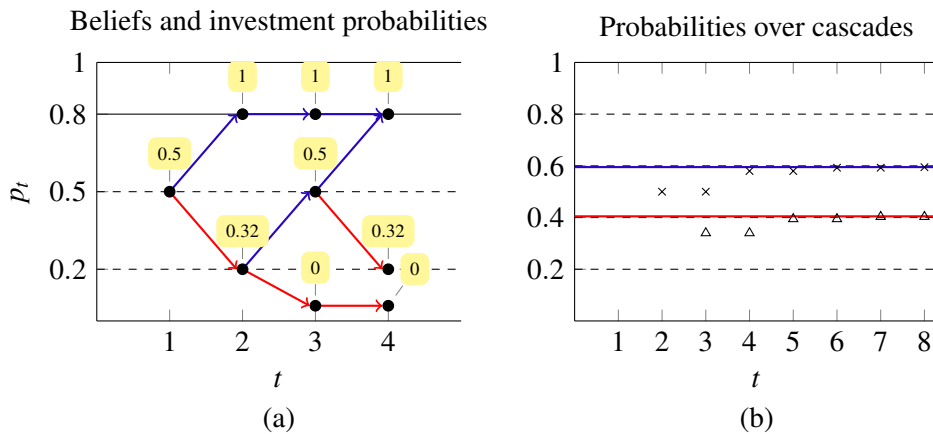 Beliefs and investment probabilities
1
0.8
0.5
0.2
p_t
1
1
1
0.5
0.5
0.32
0.32
0
0
1 2 3 4
t
(a)
Probabilities over cascades
1
0.8
0.6
0.4
0.2
1 2 3 4 5 6 7 8
t
(b)